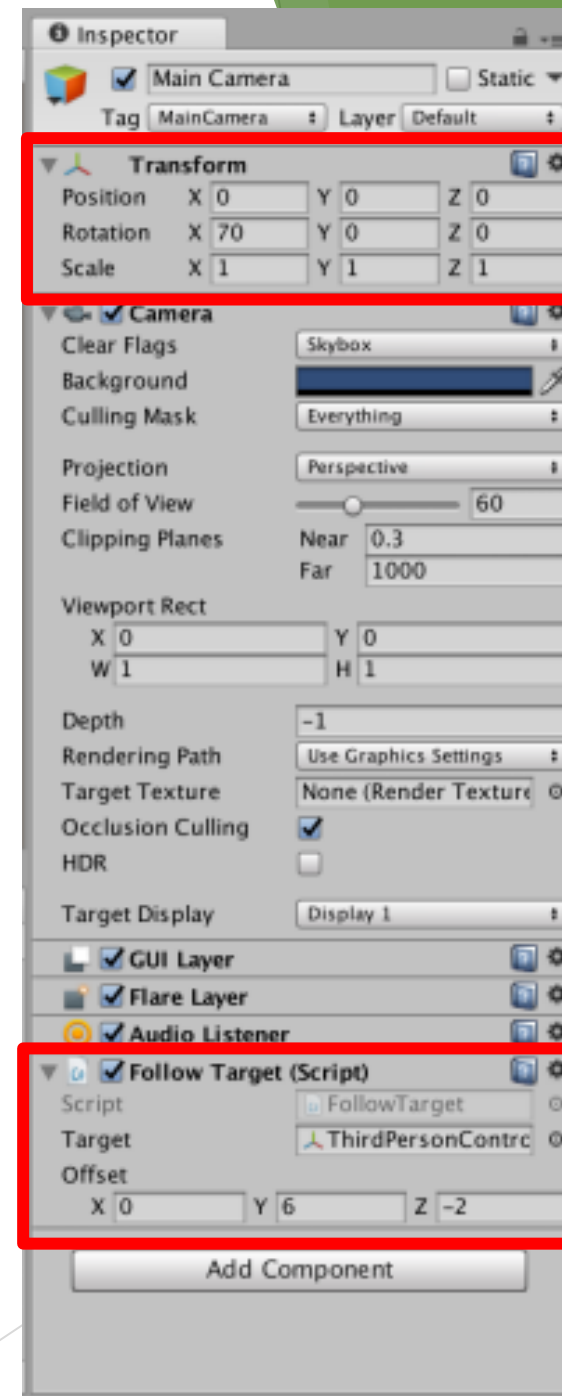 Inspector
Main Camera Static
Tag MainCamera Layer Default
Transform
Position X 0 Y 0 Z 0
Rotation X 70 Y 0 Z 0
Scale X 1 Y 1 Z 1
Camera
Clear Flags Skybox
Background
Culling Mask Everything
Projection Perspective
Field of View 60
Clipping Planes Near 0.3
Far 1000
Viewport Rect
X 0 Y 0
W 1 H 1
Depth -1
Rendering Path Use Graphics Settings
Target Texture None (Render Texture
Occlusion Culling
HDR
Target Display Display 1
GUI Layer
Flare Layer
Audio Listener
Follow Target (Script)
Script FollowTarget
Target ThirdPersonContrc
Offset
X 0 Y 6 Z -2
Add Component